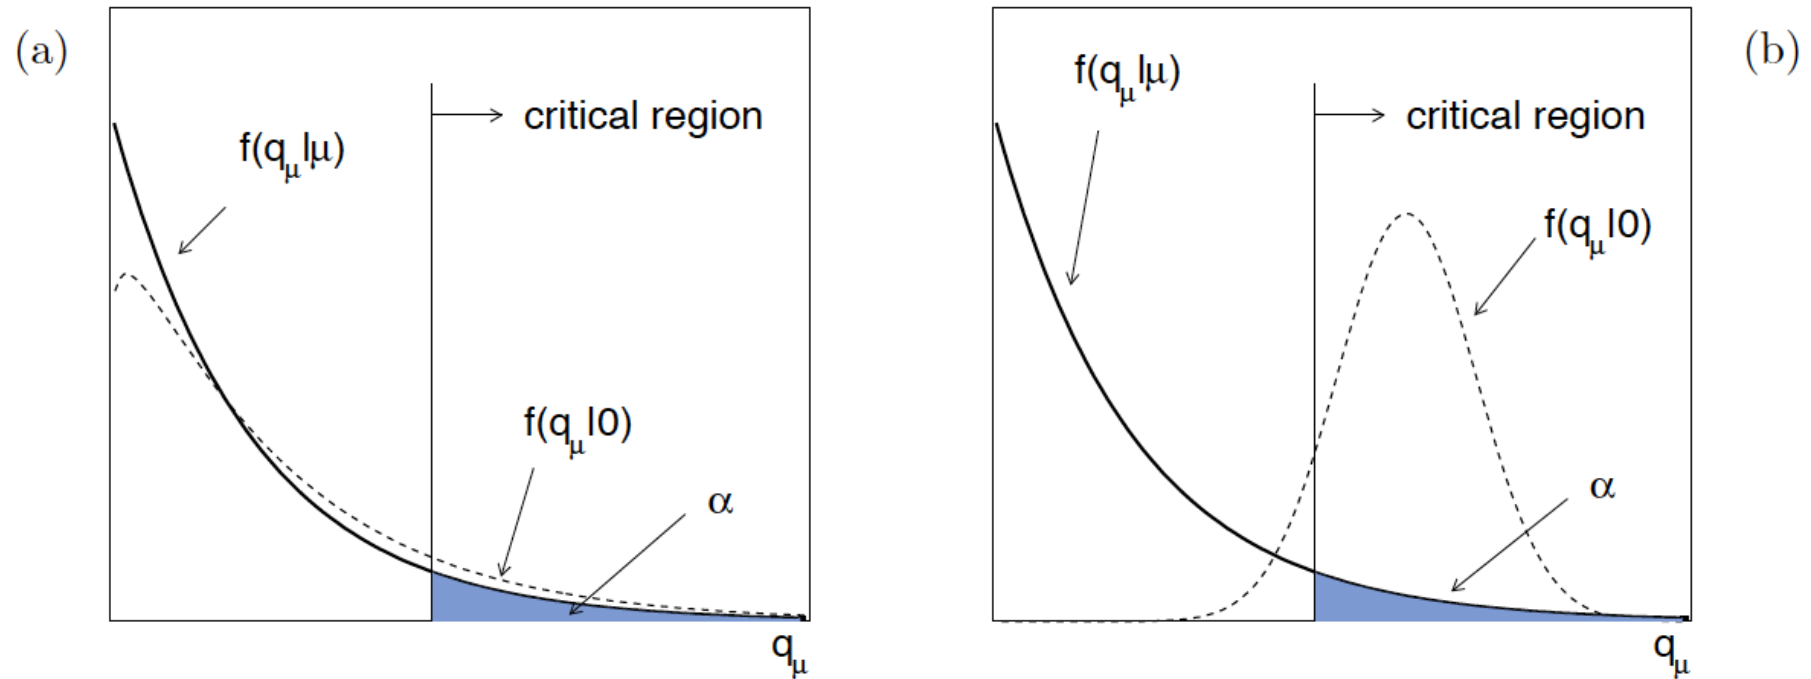 (a)
f(qμ|μ)
critical region
f(qμ|0)
α
qμ
(b)
f(qμ|μ)
critical region
f(qμ|0)
α
qμ